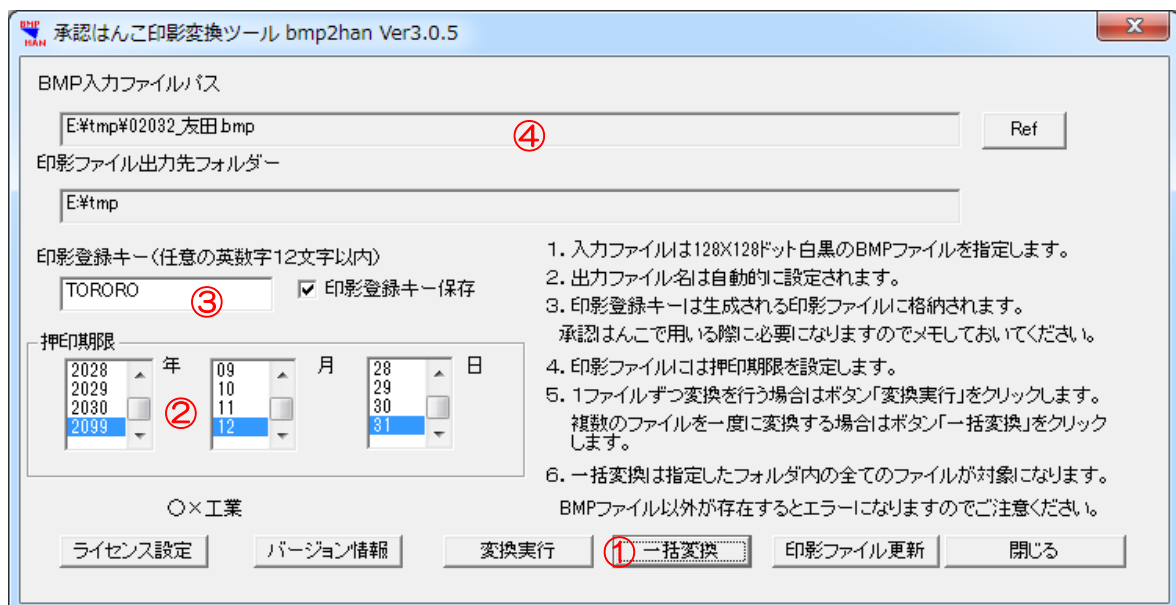 BMP
HAN
承認はんこ印影変換ツール bmp2han Ver3.0.5
BMP入力ファイルパス
E:¥tmp¥02032_友田.bmp
④
Ref
印影ファイル出力先フォルダー
E:¥tmp
印影登録キー(任意の英数字12文字以内)
TORORO
③
印影登録キー保存
押印期限
2028
2029
2030
2099
年
②
09
10
11
12
月
28
29
30
31
日
1. 入力ファイルは128X128ドット白黒のBMPファイルを指定します。
2. 出力ファイル名は自動的に設定されます。
3. 印影登録キーは生成される印影ファイルに格納されます。
承認はんこで用いる際に必要になりますのでメモしておいてください。
4. 印影ファイルには押印期限を設定します。
5. 1ファイルずつ変換を行う場合はボタン「変換実行」をクリックします。
複数のファイルを一度に変換する場合はボタン「一括変換」をクリック
します。
6. 一括変換は指定したフォルダ内の全てのファイルが対象になります。
BMPファイル以外が存在するとエラーになりますのでご注意ください。
○×工業
ライセンス設定
バージョン情報
変換実行
①
一括変換
印影ファイル更新
閉じる